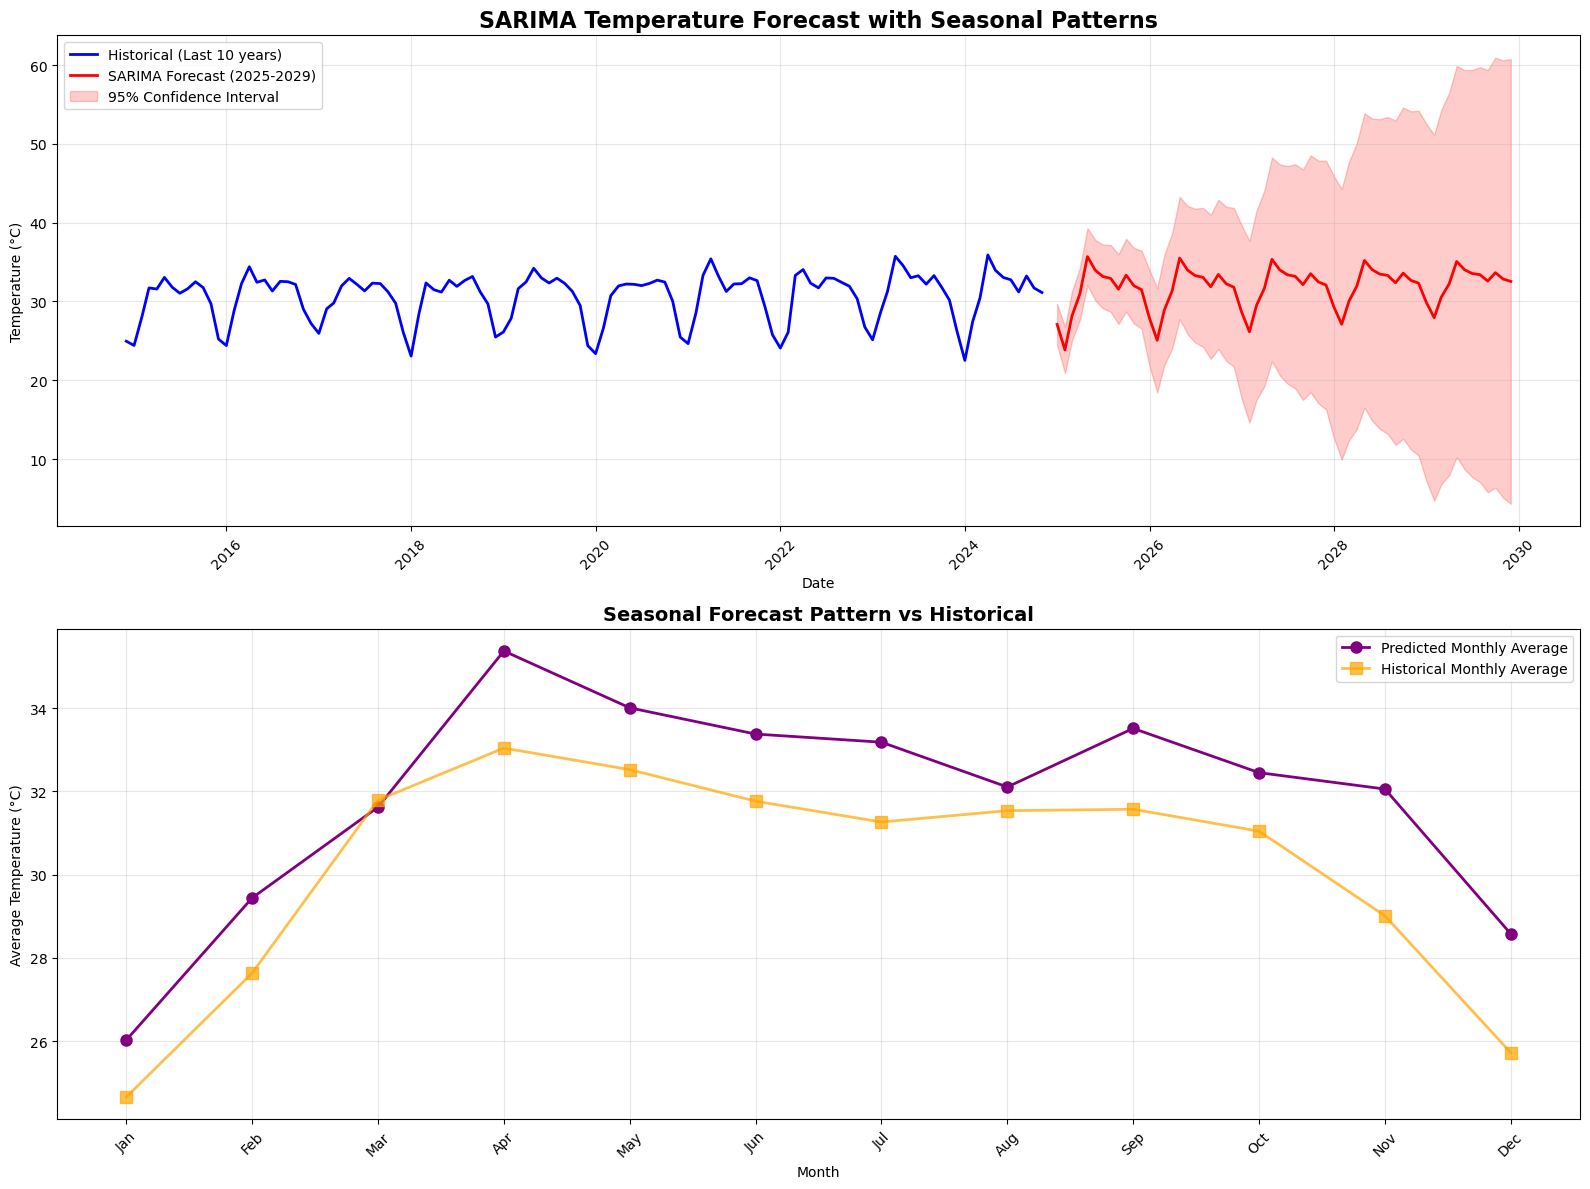 SARIMA Temperature Forecast with Seasonal Patterns
Historical (Last 10 years)
SARIMA Forecast (2025-2029)
95% Confidence Interval
Temperature (°C)
60
50
40
30
20
10
2016
2018
2020
2022
2024
2026
2028
2030
Date
Seasonal Forecast Pattern vs Historical
Predicted Monthly Average
Historical Monthly Average
Average Temperature (°C)
34
32
30
28
26
Jan
Feb
Mar
Apr
May
Jun
Jul
Aug
Sep
Oct
Nov
Dec
Month